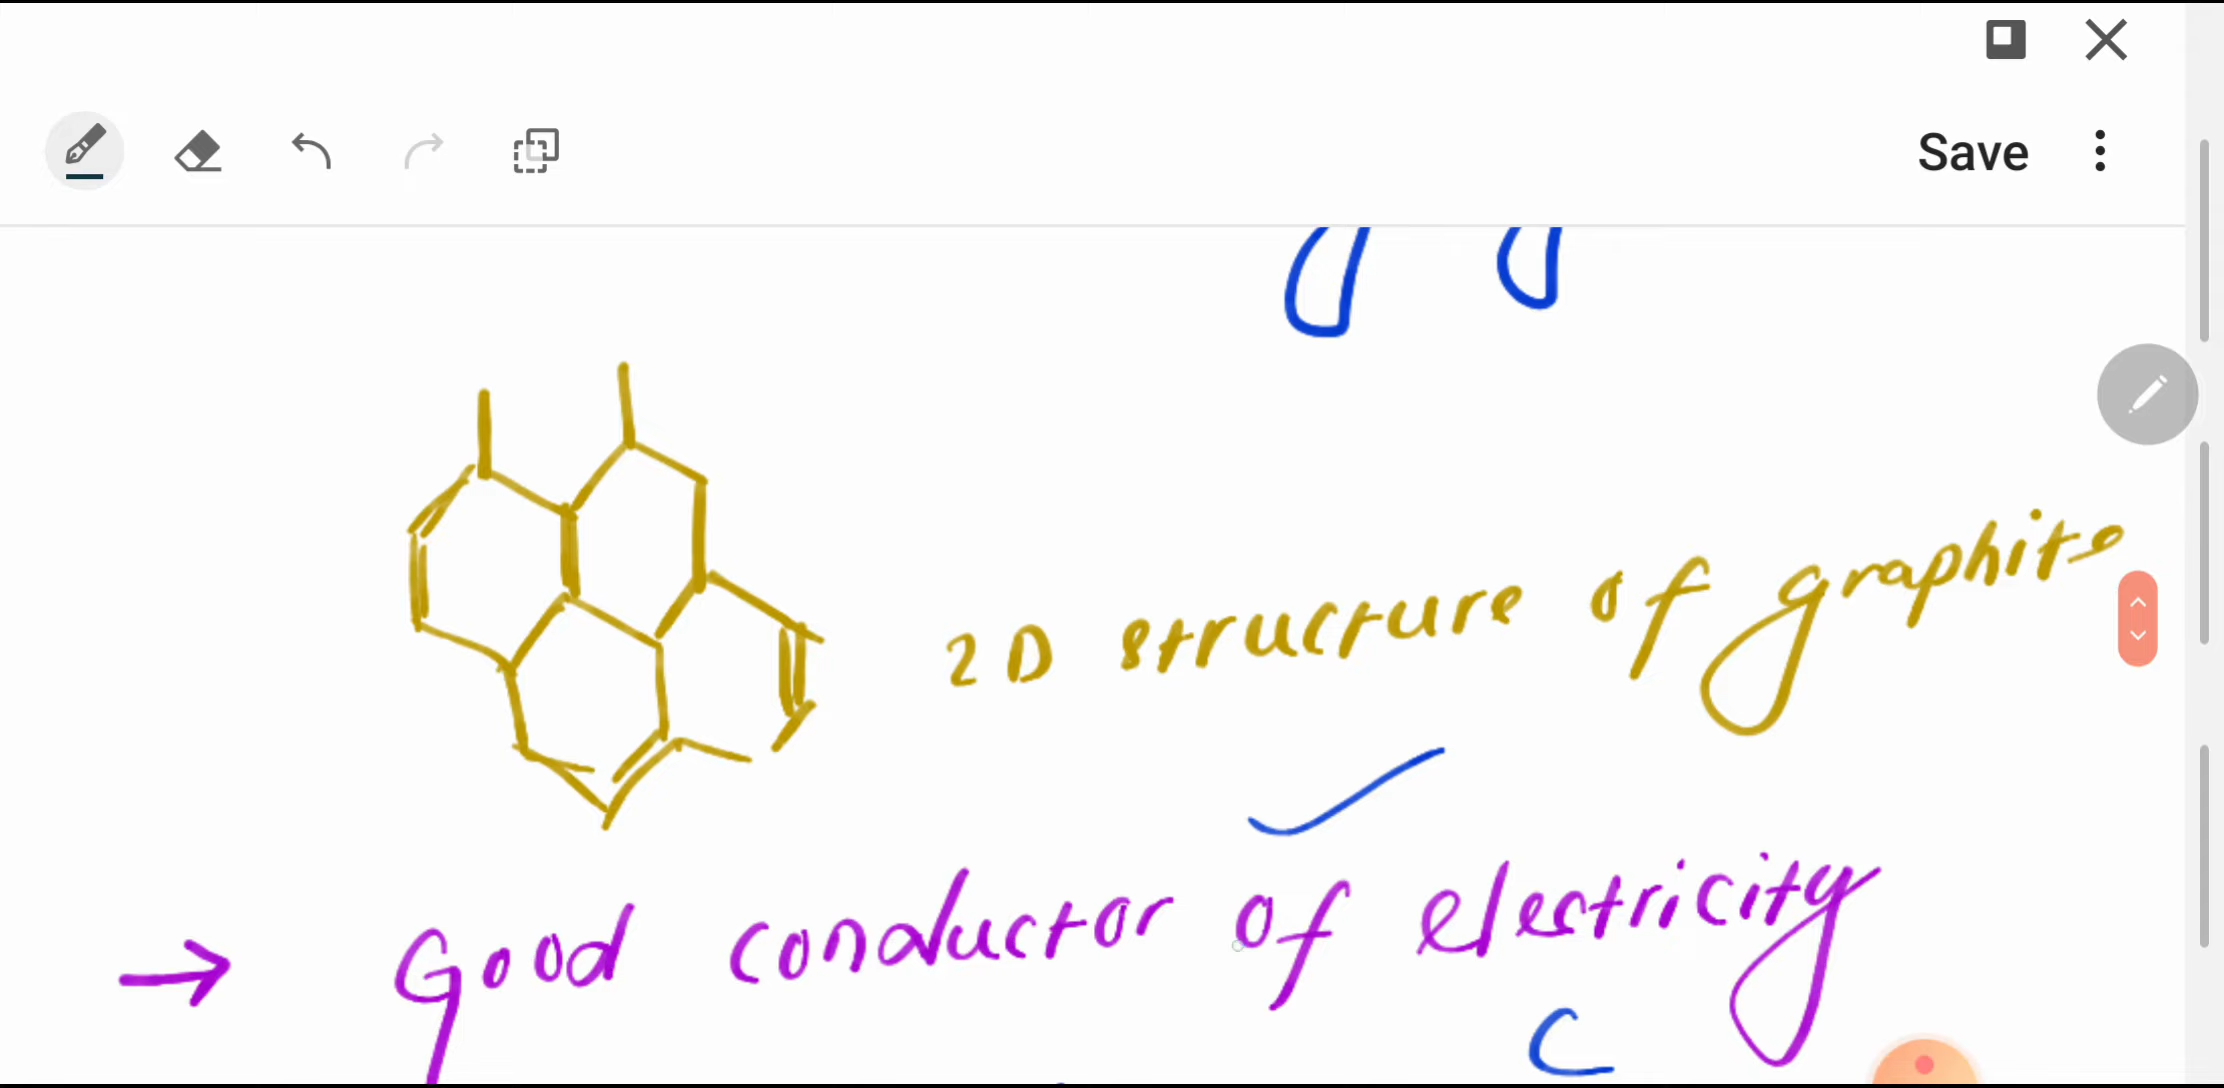 Save
2D structure of graphite
→ Good conductor of electricity
C